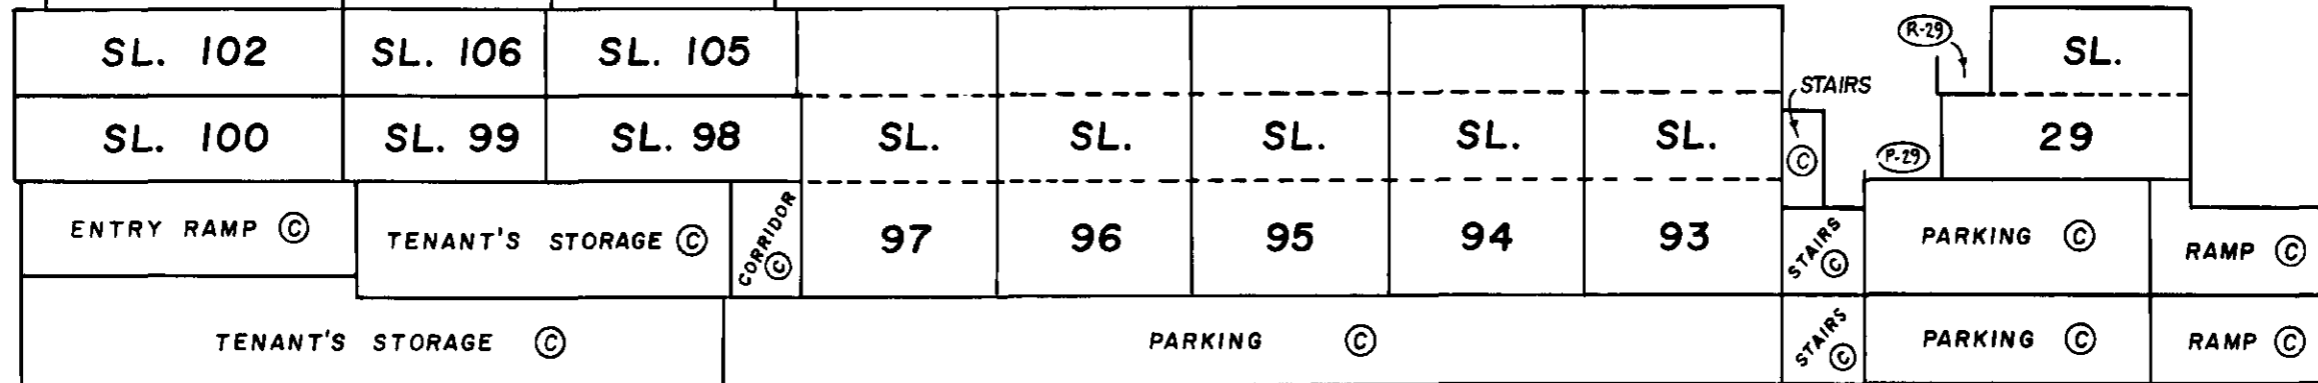 SL. 102 SL. 106 SL. 105 R-29 SL.
STAIRS
SL. 100 SL. 99 SL. 98 SL. SL. SL. SL. SL. Ⓒ P-29 29
ENTRY RAMP Ⓒ TENANT'S STORAGE Ⓒ CORRIDOR Ⓒ 97 96 95 94 93 STAIRS Ⓒ PARKING Ⓒ RAMP Ⓒ
TENANT'S STORAGE Ⓒ PARKING Ⓒ STAIRS Ⓒ PARKING Ⓒ RAMP Ⓒ